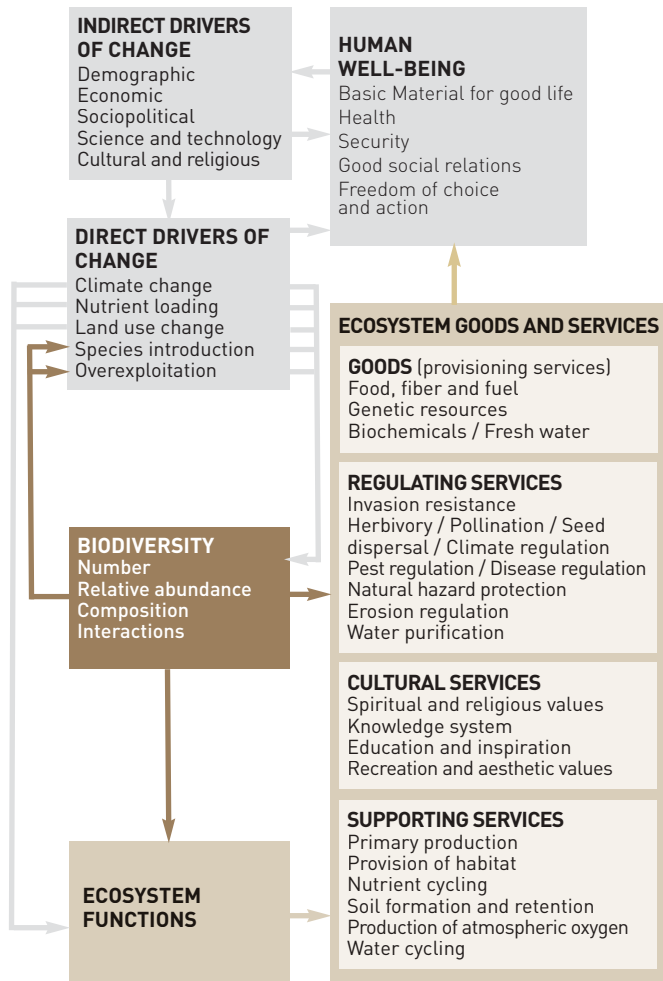 INDIRECT DRIVERS
OF CHANGE
Demographic
Economic
Sociopolitical
Science and technology
Cultural and religious
HUMAN
WELL-BEING
Basic Material for good life
Health
Security
Good social relations
Freedom of choice
and action
DIRECT DRIVERS OF
CHANGE
Climate change
Nutrient loading
Land use change
Species introduction
Overexploitation
BIODIVERSITY
Number
Relative abundance
Composition
Interactions
ECOSYSTEM
FUNCTIONS
ECOSYSTEM GOODS AND SERVICES
GOODS (provisioning services)
Food, fiber and fuel
Genetic resources
Biochemicals / Fresh water
REGULATING SERVICES
Invasion resistance
Herbivory / Pollination / Seed
dispersal / Climate regulation
Pest regulation / Disease regulation
Natural hazard protection
Erosion regulation
Water purification
CULTURAL SERVICES
Spiritual and religious values
Knowledge system
Education and inspiration
Recreation and aesthetic values
SUPPORTING SERVICES
Primary production
Provision of habitat
Nutrient cycling
Soil formation and retention
Production of atmospheric oxygen
Water cycling